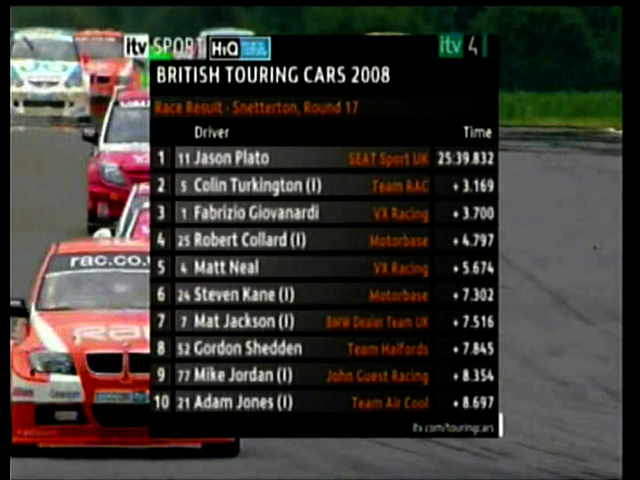 itv SPORT HiQ
itv 4
BRITISH TOURING CARS 2008
Race Result - Snetterton, Round 17
Driver Time
1 11 Jason Plato SEAT Sport UK 25:39.832
2 5 Colin Turkington (I) Team RAC + 3.169
3 1 Fabrizio Giovanardi VX Racing + 3.700
4 25 Robert Collard (I) Motorbase + 4.797
5 4 Matt Neal VX Racing + 5.674
6 24 Steven Kane (I) Motorbase + 7.302
7 7 Mat Jackson (I) BMW Dealer Team UK + 7.516
8 52 Gordon Shedden Team Halfords + 7.845
9 77 Mike Jordan (I) John Guest Racing + 8.354
10 21 Adam Jones (I) Team Air Cool + 8.697
itv.com/touringcars
rac.co.u